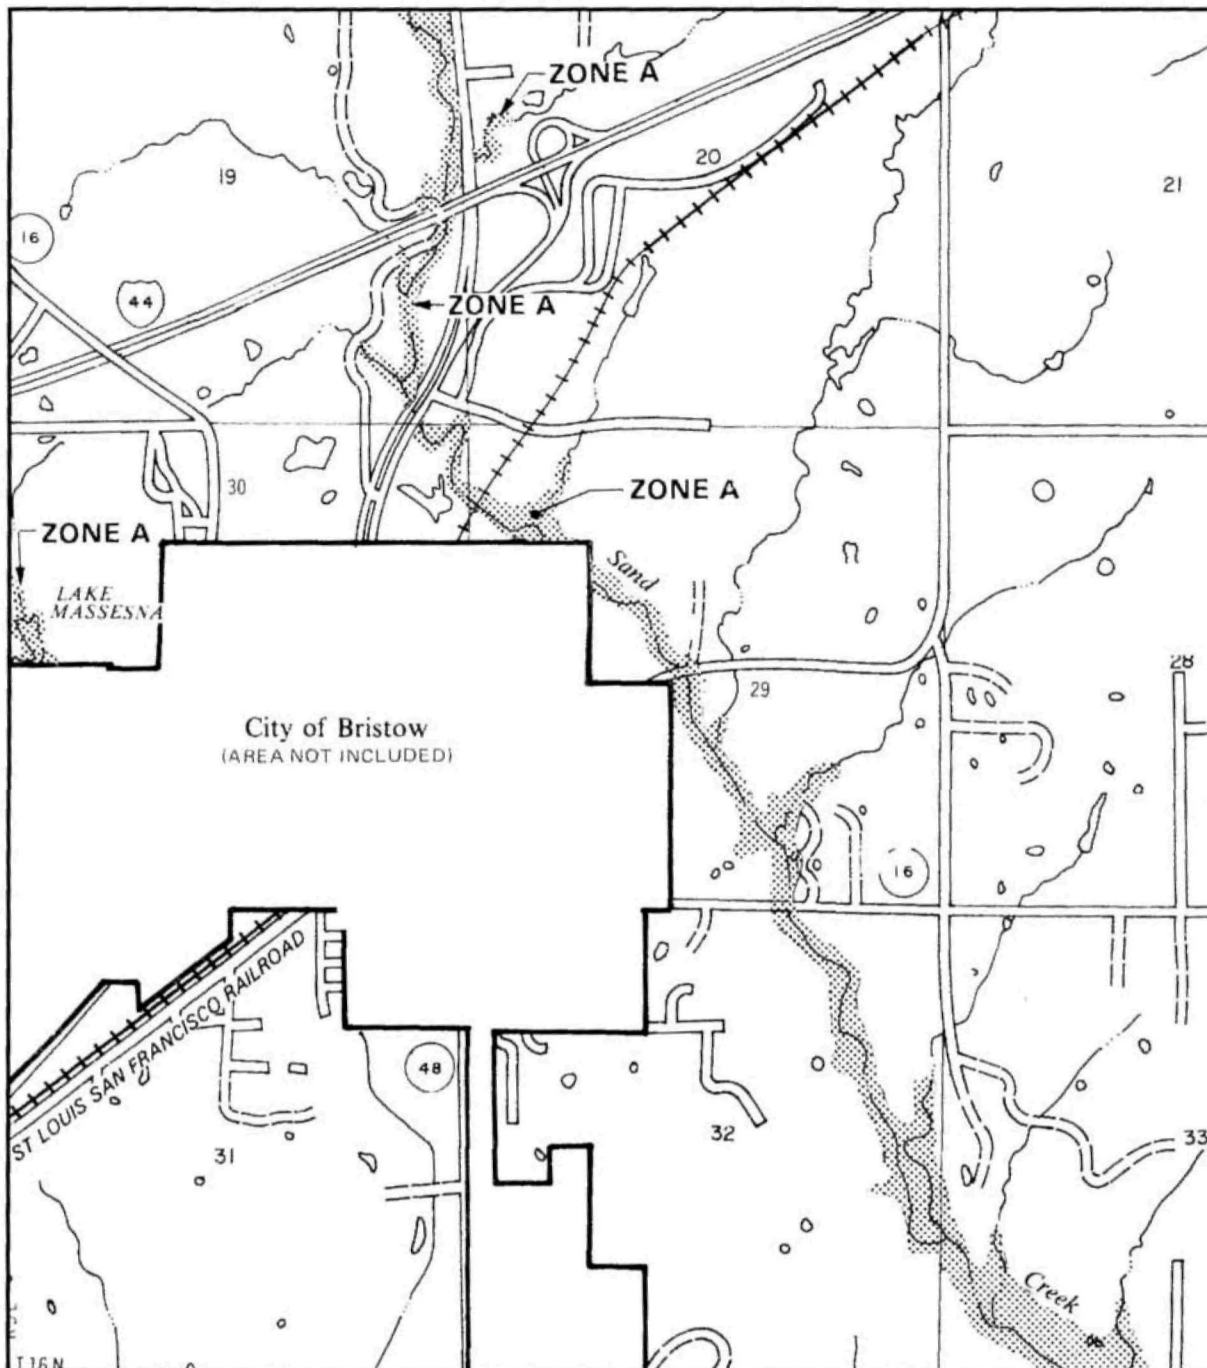 ZONE A
20
19
21
16
44
ZONE A
30
ZONE A
ZONE A
Sand
LAKE
MASSESNA
28
29
City of Bristow
(AREA NOT INCLUDED)
16
ST LOUIS SAN FRANCISCO RAILROAD
48
31
32
33
Creek
T 16 N